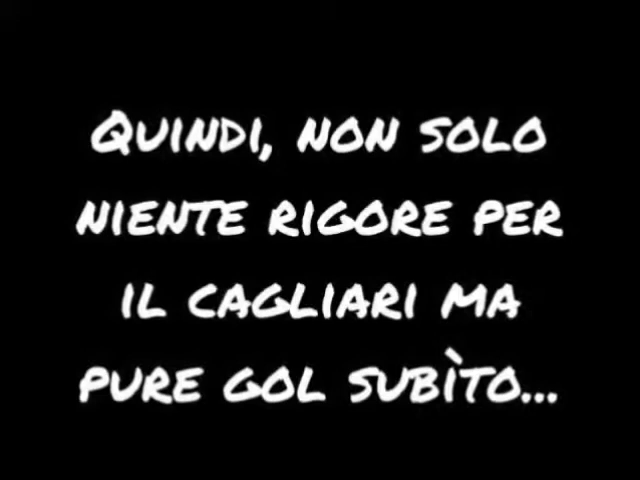 Quindi, non solo
niente rigore per
il cagliari ma
pure gol subìto...